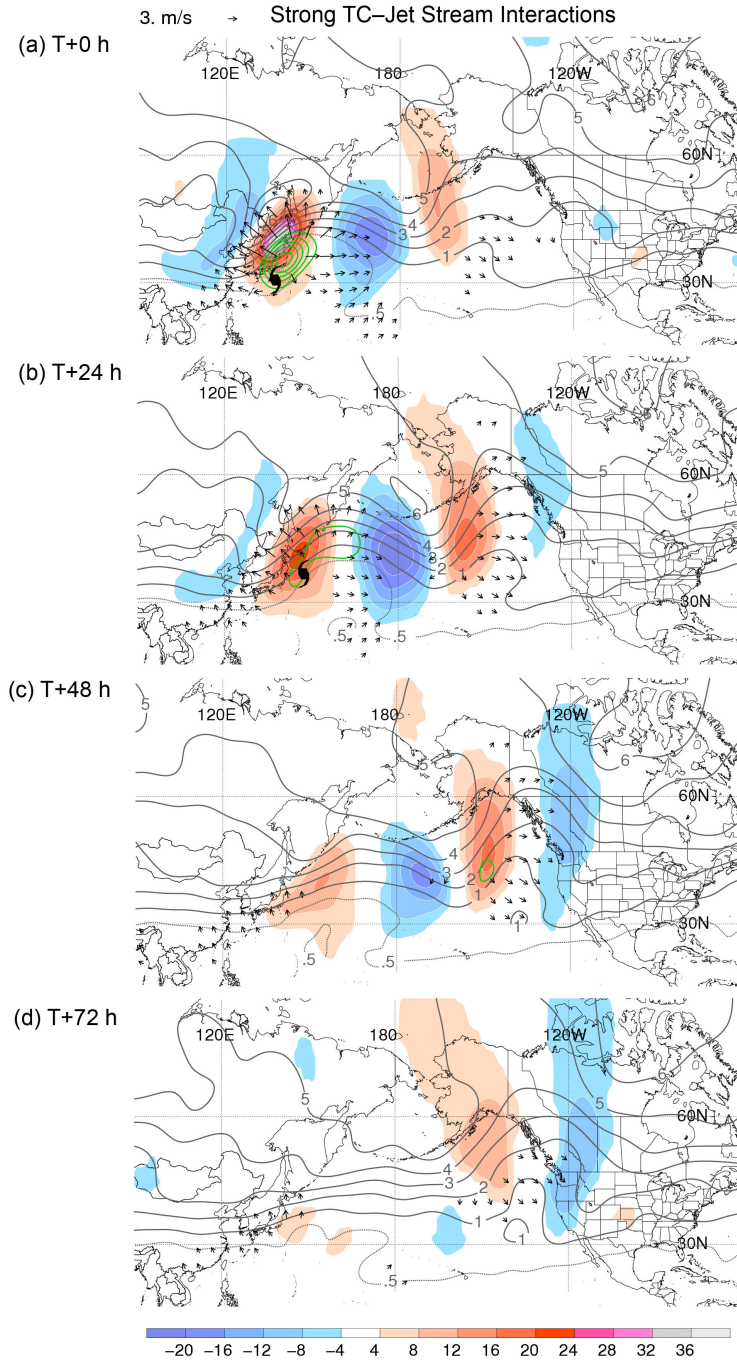 3. m/s Strong TC–Jet Stream Interactions
(a) T+0 h
120E 180 120W
5 6
60N
5
3 4 2
1
30N
.5
(b) T+24 h
120E 180 120W
5
60N
5 6
4
3 2
1
30N
.5 .5
(c) T+48 h
5
120E 180 120W
5 6
60N
4
3 2
1
1 30N
.5 .5
(d) T+72 h
120E 180 120W
6
5 5
60N
4
3 2
1
1 30N
.5
−20 −16 −12 −8 −4 4 8 12 16 20 24 28 32 36